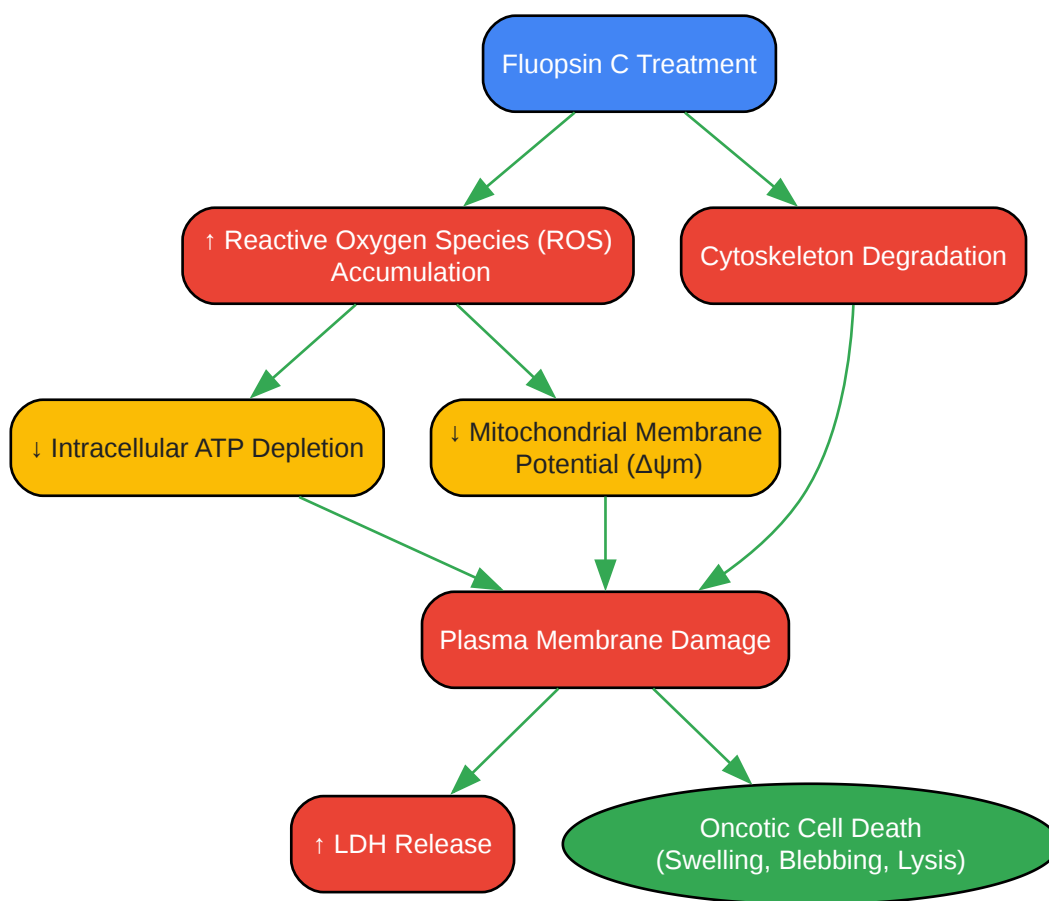 Fluopsin C Treatment
↑ Reactive Oxygen Species (ROS)
Accumulation
Cytoskeleton Degradation
↓ Intracellular ATP Depletion
↓ Mitochondrial Membrane
Potential (Δψm)
Plasma Membrane Damage
↑ LDH Release
Oncotic Cell Death
(Swelling, Blebbing, Lysis)